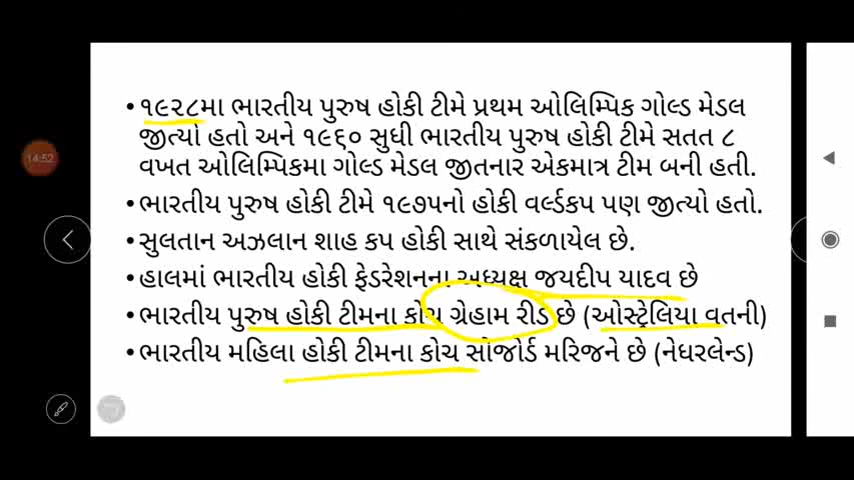 • ૧૯૨૮મા ભારતીય પુરુષ હોકી ટીમે પ્રથમ ઓલિમ્પિક ગોલ્ડ મેડલ
જીત્યો હતો અને ૧૯૬૦ સુધી ભારતીય પુરુષ હોકી ટીમે સતત ૮
વખત ઓલિમ્પિકમા ગોલ્ડ મેડલ જીતનાર એકમાત્ર ટીમ બની હતી.
• ભારતીય પુરુષ હોકી ટીમે ૧૯૭૫નો હોકી વર્લ્ડકપ પણ જીત્યો હતો.
• સુલતાન અઝલાન શાહ કપ હોકી સાથે સંકળાયેલ છે.
• હાલમાં ભારતીય હોકી ફેડરેશનના અધ્યક્ષ જયદીપ યાદવ છે
• ભારતીય પુરુષ હોકી ટીમના કોચ ગ્રેહામ રીડ છે (ઓસ્ટ્રેલિયા વતની)
• ભારતીય મહિલા હોકી ટીમના કોચ સોજોર્ડ મરિજને છે (નેધરલેન્ડ)
14:52